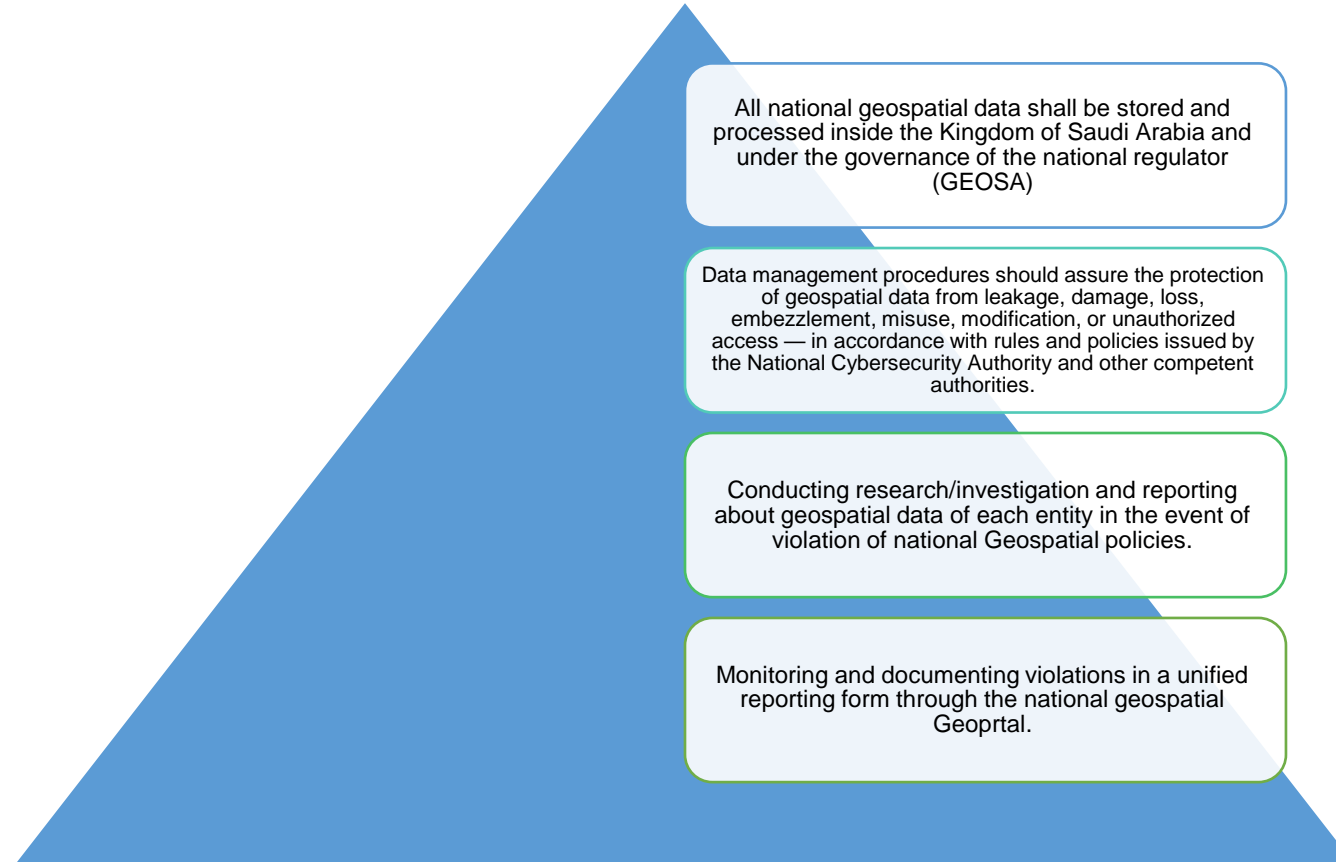 All national geospatial data shall be stored and
processed inside the Kingdom of Saudi Arabia and
under the governance of the national regulator
(GEOSA)
Data management procedures should assure the protection
of geospatial data from leakage, damage, loss,
embezzlement, misuse, modification, or unauthorized
access — in accordance with rules and policies issued by
the National Cybersecurity Authority and other competent
authorities.
Conducting research/investigation and reporting
about geospatial data of each entity in the event of
violation of national Geospatial policies.
Monitoring and documenting violations in a unified
reporting form through the national geospatial
Geoprtal.